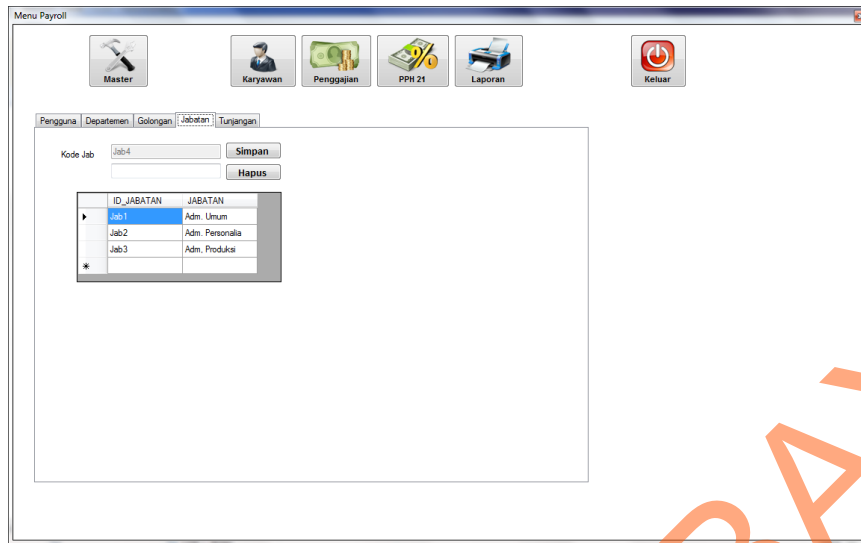 Menu Payroll
Master Karyawan Penggajian PPH 21 Laporan Keluar
Pengguna Departemen Golongan Jabatan Tunjangan
Kode Jab Jab4 Simpan
Hapus
ID_JABATAN JABATAN
Jab1 Adm. Umum
Jab2 Adm. Personalia
Jab3 Adm. Produksi